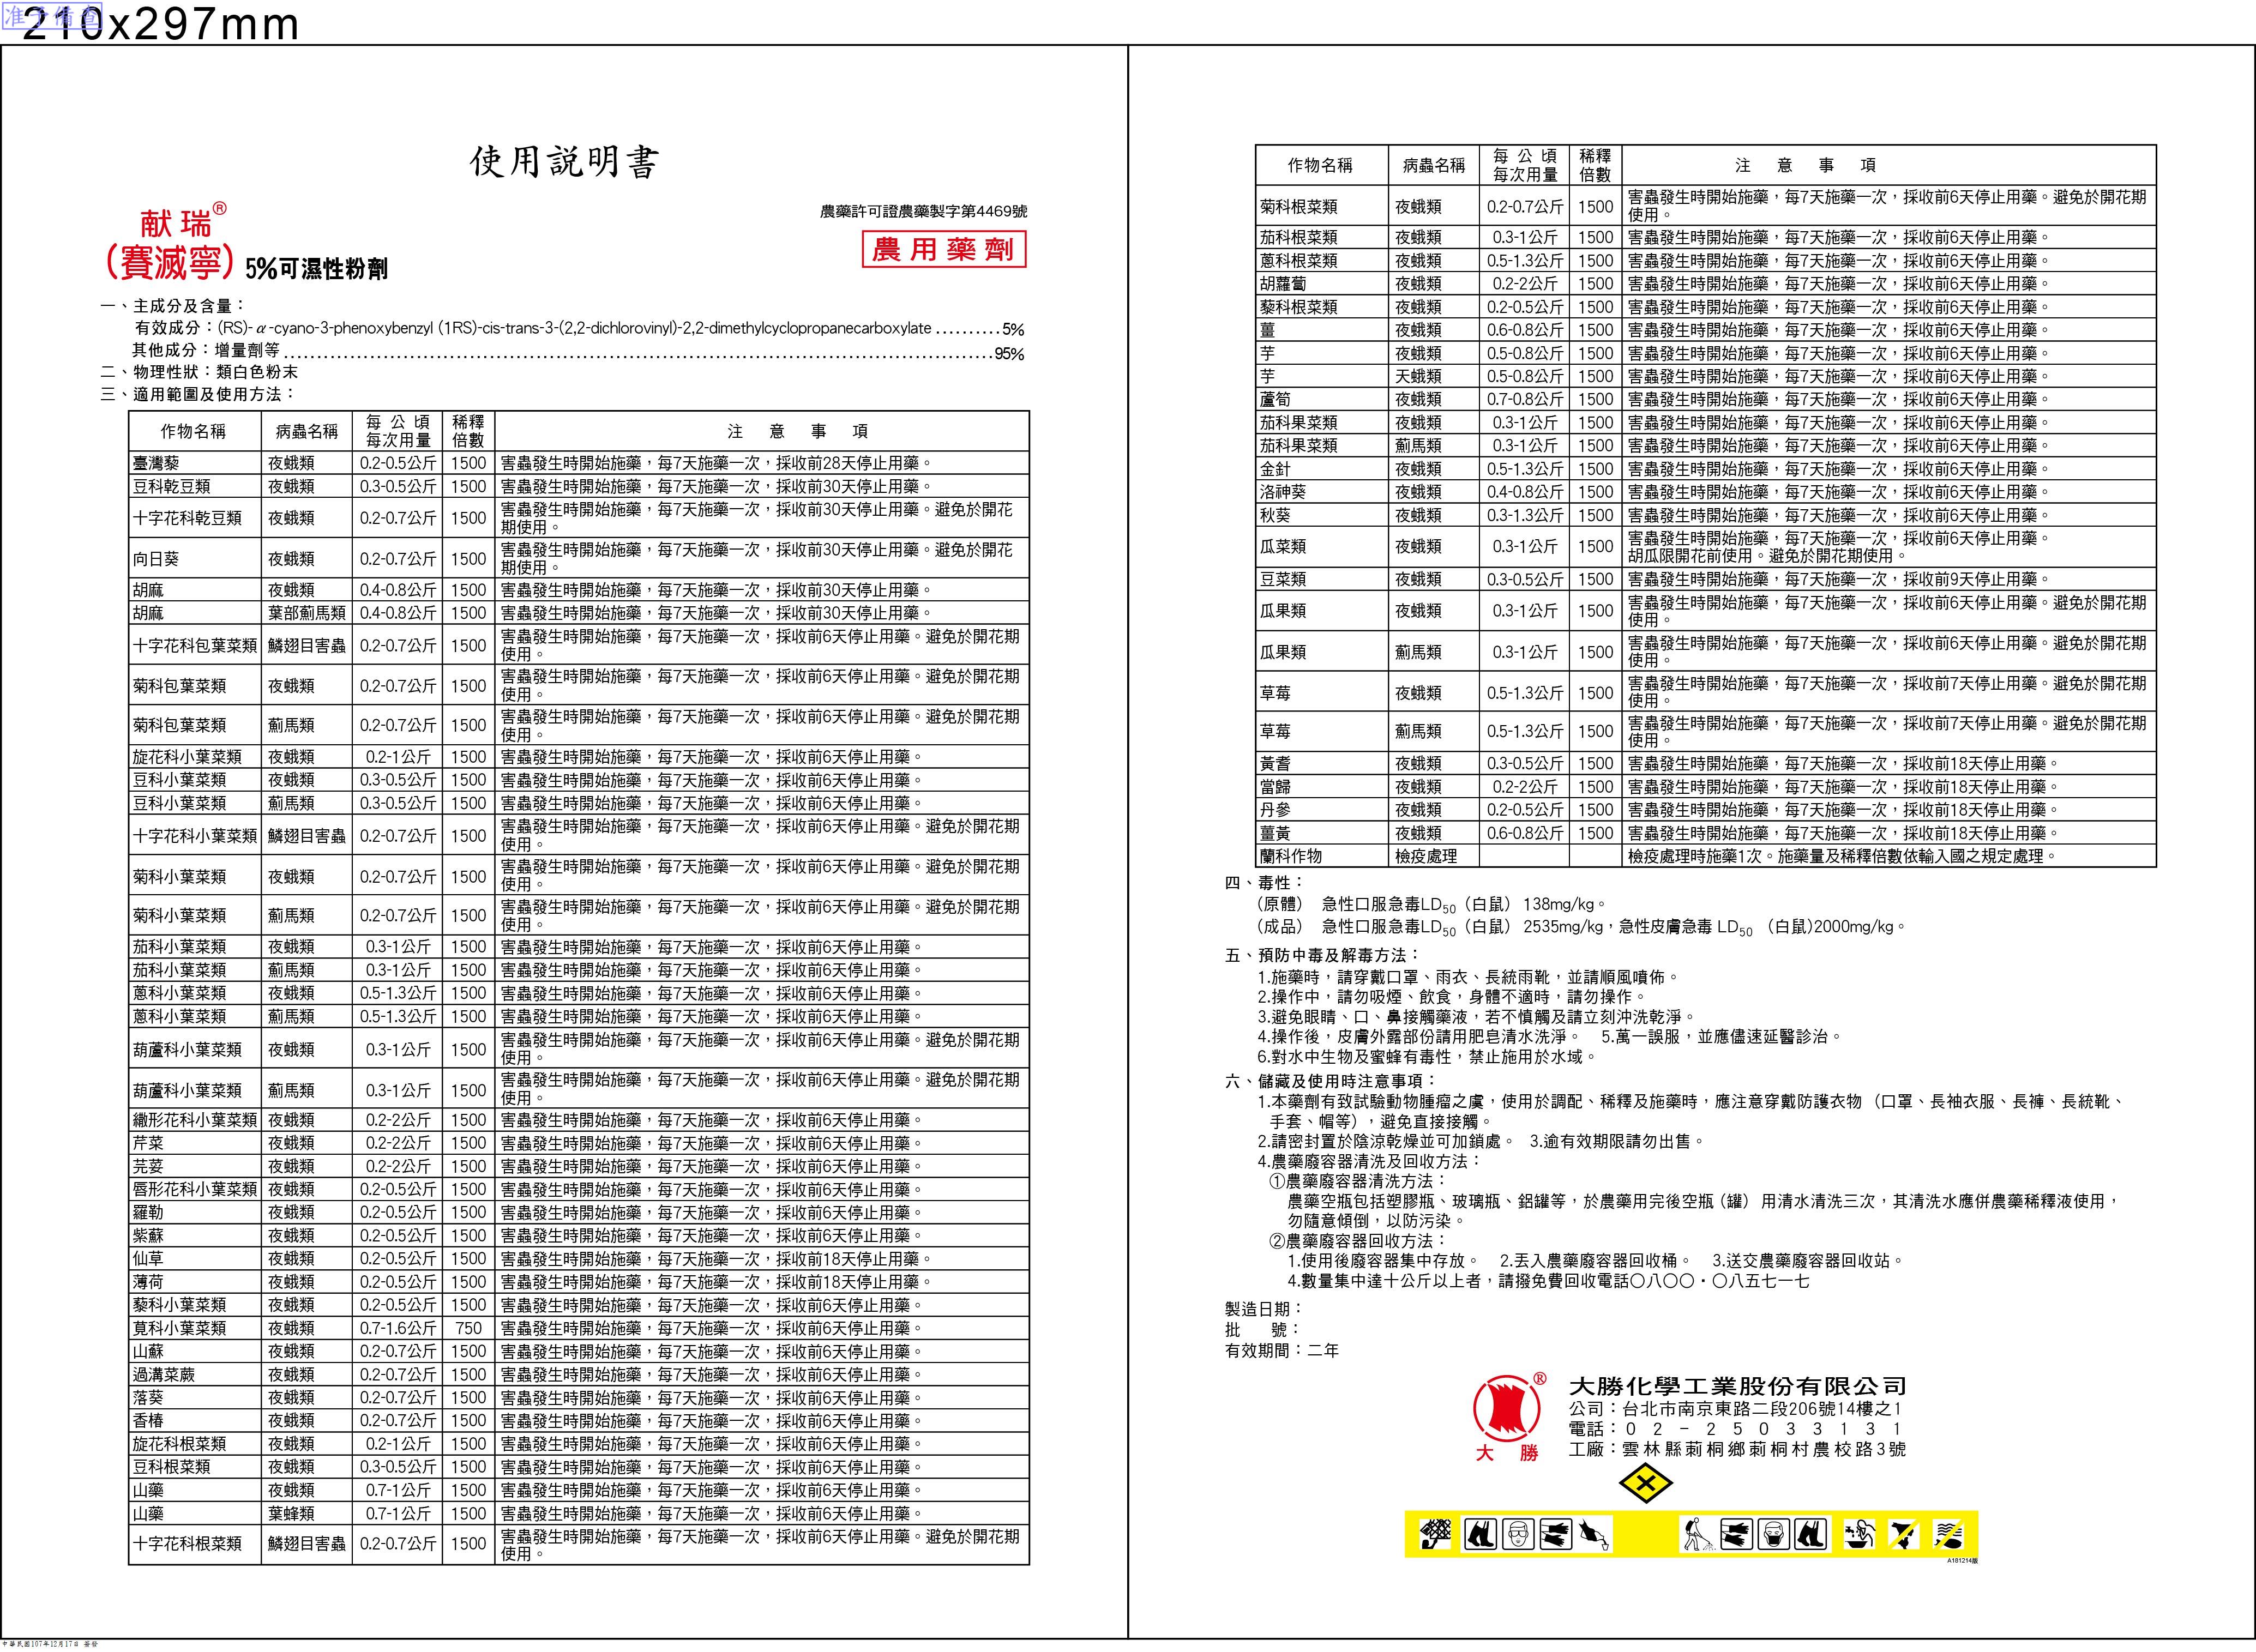 准予備查
210x297mm
使用説明書
献瑞®
(賽滅寧) 5%可濕性粉劑
農藥許可證農藥製字第4469號
農用藥劑
一、主成分及含量：
有效成分：(RS)-α-cyano-3-phenoxybenzyl (1RS)-cis-trans-3-(2,2-dichlorovinyl)-2,2-dimethylcyclopropanecarboxylate..........5%
其他成分：增量劑等..........95%
二、物理性狀：類白色粉末
三、適用範圍及使用方法：
作物名稱 病蟲名稱 每公頃每次用量 稀釋倍數 注意事項
臺灣藜 夜蛾類 0.2-0.5公斤 1500 害蟲發生時開始施藥，每7天施藥一次，採收前28天停止用藥。
豆科乾豆類 夜蛾類 0.3-0.5公斤 1500 害蟲發生時開始施藥，每7天施藥一次，採收前30天停止用藥。
十字花科乾豆類 夜蛾類 0.2-0.7公斤 1500 害蟲發生時開始施藥，每7天施藥一次，採收前30天停止用藥。避免於開花期使用。
向日葵 夜蛾類 0.2-0.7公斤 1500 害蟲發生時開始施藥，每7天施藥一次，採收前30天停止用藥。避免於開花期使用。
胡麻 夜蛾類 0.4-0.8公斤 1500 害蟲發生時開始施藥，每7天施藥一次，採收前30天停止用藥。
胡麻 葉部薊馬類 0.4-0.8公斤 1500 害蟲發生時開始施藥，每7天施藥一次，採收前30天停止用藥。
十字花科包葉菜類 鱗翅目害蟲 0.2-0.7公斤 1500 害蟲發生時開始施藥，每7天施藥一次，採收前6天停止用藥。避免於開花期使用。
菊科包葉菜類 夜蛾類 0.2-0.7公斤 1500 害蟲發生時開始施藥，每7天施藥一次，採收前6天停止用藥。避免於開花期使用。
菊科包葉菜類 薊馬類 0.2-0.7公斤 1500 害蟲發生時開始施藥，每7天施藥一次，採收前6天停止用藥。避免於開花期使用。
旋花科小葉菜類 夜蛾類 0.2-1公斤 1500 害蟲發生時開始施藥，每7天施藥一次，採收前6天停止用藥。
豆科小葉菜類 夜蛾類 0.3-0.5公斤 1500 害蟲發生時開始施藥，每7天施藥一次，採收前6天停止用藥。
豆科小葉菜類 薊馬類 0.3-0.5公斤 1500 害蟲發生時開始施藥，每7天施藥一次，採收前6天停止用藥。
十字花科小葉菜類 鱗翅目害蟲 0.2-0.7公斤 1500 害蟲發生時開始施藥，每7天施藥一次，採收前6天停止用藥。避免於開花期使用。
菊科小葉菜類 夜蛾類 0.2-0.7公斤 1500 害蟲發生時開始施藥，每7天施藥一次，採收前6天停止用藥。避免於開花期使用。
菊科小葉菜類 薊馬類 0.2-0.7公斤 1500 害蟲發生時開始施藥，每7天施藥一次，採收前6天停止用藥。避免於開花期使用。
茄科小葉菜類 夜蛾類 0.3-1公斤 1500 害蟲發生時開始施藥，每7天施藥一次，採收前6天停止用藥。
茄科小葉菜類 薊馬類 0.3-1公斤 1500 害蟲發生時開始施藥，每7天施藥一次，採收前6天停止用藥。
蔥科小葉菜類 夜蛾類 0.5-1.3公斤 1500 害蟲發生時開始施藥，每7天施藥一次，採收前6天停止用藥。
蔥科小葉菜類 薊馬類 0.5-1.3公斤 1500 害蟲發生時開始施藥，每7天施藥一次，採收前6天停止用藥。
葫蘆科小葉菜類 夜蛾類 0.3-1公斤 1500 害蟲發生時開始施藥，每7天施藥一次，採收前6天停止用藥。避免於開花期使用。
葫蘆科小葉菜類 薊馬類 0.3-1公斤 1500 害蟲發生時開始施藥，每7天施藥一次，採收前6天停止用藥。避免於開花期使用。
繖形花科小葉菜類 夜蛾類 0.2-2公斤 1500 害蟲發生時開始施藥，每7天施藥一次，採收前6天停止用藥。
芹菜 夜蛾類 0.2-2公斤 1500 害蟲發生時開始施藥，每7天施藥一次，採收前6天停止用藥。
芫荽 夜蛾類 0.2-2公斤 1500 害蟲發生時開始施藥，每7天施藥一次，採收前6天停止用藥。
唇形花科小葉菜類 夜蛾類 0.2-0.5公斤 1500 害蟲發生時開始施藥，每7天施藥一次，採收前6天停止用藥。
羅勒 夜蛾類 0.2-0.5公斤 1500 害蟲發生時開始施藥，每7天施藥一次，採收前6天停止用藥。
紫蘇 夜蛾類 0.2-0.5公斤 1500 害蟲發生時開始施藥，每7天施藥一次，採收前6天停止用藥。
仙草 夜蛾類 0.2-0.5公斤 1500 害蟲發生時開始施藥，每7天施藥一次，採收前18天停止用藥。
薄荷 夜蛾類 0.2-0.5公斤 1500 害蟲發生時開始施藥，每7天施藥一次，採收前18天停止用藥。
藜科小葉菜類 夜蛾類 0.2-0.5公斤 1500 害蟲發生時開始施藥，每7天施藥一次，採收前6天停止用藥。
莧科小葉菜類 夜蛾類 0.7-1.6公斤 750 害蟲發生時開始施藥，每7天施藥一次，採收前6天停止用藥。
山蘇 夜蛾類 0.2-0.7公斤 1500 害蟲發生時開始施藥，每7天施藥一次，採收前6天停止用藥。
過溝菜蕨 夜蛾類 0.2-0.7公斤 1500 害蟲發生時開始施藥，每7天施藥一次，採收前6天停止用藥。
落葵 夜蛾類 0.2-0.7公斤 1500 害蟲發生時開始施藥，每7天施藥一次，採收前6天停止用藥。
香椿 夜蛾類 0.2-0.7公斤 1500 害蟲發生時開始施藥，每7天施藥一次，採收前6天停止用藥。
旋花科根菜類 夜蛾類 0.2-1公斤 1500 害蟲發生時開始施藥，每7天施藥一次，採收前6天停止用藥。
豆科根菜類 夜蛾類 0.3-0.5公斤 1500 害蟲發生時開始施藥，每7天施藥一次，採收前6天停止用藥。
山藥 夜蛾類 0.7-1公斤 1500 害蟲發生時開始施藥，每7天施藥一次，採收前6天停止用藥。
山藥 葉蜂類 0.7-1公斤 1500 害蟲發生時開始施藥，每7天施藥一次，採收前6天停止用藥。
十字花科根菜類 鱗翅目害蟲 0.2-0.7公斤 1500 害蟲發生時開始施藥，每7天施藥一次，採收前6天停止用藥。避免於開花期使用。
作物名稱 病蟲名稱 每公頃每次用量 稀釋倍數 注意事項
菊科根菜類 夜蛾類 0.2-0.7公斤 1500 害蟲發生時開始施藥，每7天施藥一次，採收前6天停止用藥。避免於開花期使用。
茄科根菜類 夜蛾類 0.3-1公斤 1500 害蟲發生時開始施藥，每7天施藥一次，採收前6天停止用藥。
蔥科根菜類 夜蛾類 0.5-1.3公斤 1500 害蟲發生時開始施藥，每7天施藥一次，採收前6天停止用藥。
胡蘿蔔 夜蛾類 0.2-2公斤 1500 害蟲發生時開始施藥，每7天施藥一次，採收前6天停止用藥。
藜科根菜類 夜蛾類 0.2-0.5公斤 1500 害蟲發生時開始施藥，每7天施藥一次，採收前6天停止用藥。
薑 夜蛾類 0.6-0.8公斤 1500 害蟲發生時開始施藥，每7天施藥一次，採收前6天停止用藥。
芋 夜蛾類 0.5-0.8公斤 1500 害蟲發生時開始施藥，每7天施藥一次，採收前6天停止用藥。
芋 天蛾類 0.5-0.8公斤 1500 害蟲發生時開始施藥，每7天施藥一次，採收前6天停止用藥。
蘆筍 夜蛾類 0.7-0.8公斤 1500 害蟲發生時開始施藥，每7天施藥一次，採收前6天停止用藥。
茄科果菜類 夜蛾類 0.3-1公斤 1500 害蟲發生時開始施藥，每7天施藥一次，採收前6天停止用藥。
茄科果菜類 薊馬類 0.3-1公斤 1500 害蟲發生時開始施藥，每7天施藥一次，採收前6天停止用藥。
金針 夜蛾類 0.5-1.3公斤 1500 害蟲發生時開始施藥，每7天施藥一次，採收前6天停止用藥。
洛神葵 夜蛾類 0.4-0.8公斤 1500 害蟲發生時開始施藥，每7天施藥一次，採收前6天停止用藥。
秋葵 夜蛾類 0.3-1.3公斤 1500 害蟲發生時開始施藥，每7天施藥一次，採收前6天停止用藥。
瓜菜類 夜蛾類 0.3-1公斤 1500 害蟲發生時開始施藥，每7天施藥一次，採收前6天停止用藥。胡瓜限開花前使用。避免於開花期使用。
豆菜類 夜蛾類 0.3-0.5公斤 1500 害蟲發生時開始施藥，每7天施藥一次，採收前9天停止用藥。
瓜果類 夜蛾類 0.3-1公斤 1500 害蟲發生時開始施藥，每7天施藥一次，採收前6天停止用藥。避免於開花期使用。
瓜果類 薊馬類 0.3-1公斤 1500 害蟲發生時開始施藥，每7天施藥一次，採收前6天停止用藥。避免於開花期使用。
草莓 夜蛾類 0.5-1.3公斤 1500 害蟲發生時開始施藥，每7天施藥一次，採收前7天停止用藥。避免於開花期使用。
草莓 薊馬類 0.5-1.3公斤 1500 害蟲發生時開始施藥，每7天施藥一次，採收前7天停止用藥。避免於開花期使用。
黃耆 夜蛾類 0.3-0.5公斤 1500 害蟲發生時開始施藥，每7天施藥一次，採收前18天停止用藥。
當歸 夜蛾類 0.2-2公斤 1500 害蟲發生時開始施藥，每7天施藥一次，採收前18天停止用藥。
丹參 夜蛾類 0.2-0.5公斤 1500 害蟲發生時開始施藥，每7天施藥一次，採收前18天停止用藥。
薑黃 夜蛾類 0.6-0.8公斤 1500 害蟲發生時開始施藥，每7天施藥一次，採收前18天停止用藥。
蘭科作物 檢疫處理 檢疫處理時施藥1次。施藥量及稀釋倍數依輸入國之規定處理。
四、毒性：
(原體) 急性口服急毒LD50 (白鼠) 138mg/kg。
(成品) 急性口服急毒LD50 (白鼠) 2535mg/kg，急性皮膚急毒 LD50 (白鼠)2000mg/kg。
五、預防中毒及解毒方法：
1.施藥時，請穿戴口罩、雨衣、長統雨靴，並請順風噴佈。
2.操作中，請勿吸煙、飲食，身體不適時，請勿操作。
3.避免眼睛、口、鼻接觸藥液，若不慎觸及請立刻沖洗乾淨。
4.操作後，皮膚外露部份請用肥皂清水洗淨。 5.萬一誤服，並應儘速延醫診治。
6.對水中生物及蜜蜂有毒性，禁止施用於水域。
六、儲藏及使用時注意事項：
1.本藥劑有致試驗動物腫瘤之虞，使用於調配、稀釋及施藥時，應注意穿戴防護衣物 (口罩、長袖衣服、長褲、長統靴、
手套、帽等)，避免直接接觸。
2.請密封置於陰涼乾燥並可加鎖處。 3.逾有效期限請勿出售。
4.農藥廢容器清洗及回收方法：
①農藥廢容器清洗方法：
農藥空瓶包括塑膠瓶、玻璃瓶、鋁罐等，於農藥用完後空瓶 (罐) 用清水清洗三次，其清洗水應併農藥稀釋液使用，
勿隨意傾倒，以防污染。
②農藥廢容器回收方法：
1.使用後廢容器集中存放。 2.丟入農藥廢容器回收桶。 3.送交農藥廢容器回收站。
4.數量集中達十公斤以上者，請撥免費回收電話〇八〇〇・〇八五七一七
製造日期：
批 號：
有效期間：二年
®
大勝
大勝化學工業股份有限公司
公司：台北市南京東路二段206號14樓之1
電話：02-25033131
工廠：雲林縣莿桐鄉莿桐村農校路3號
A181214版
中華民國107年12月17日 簽發